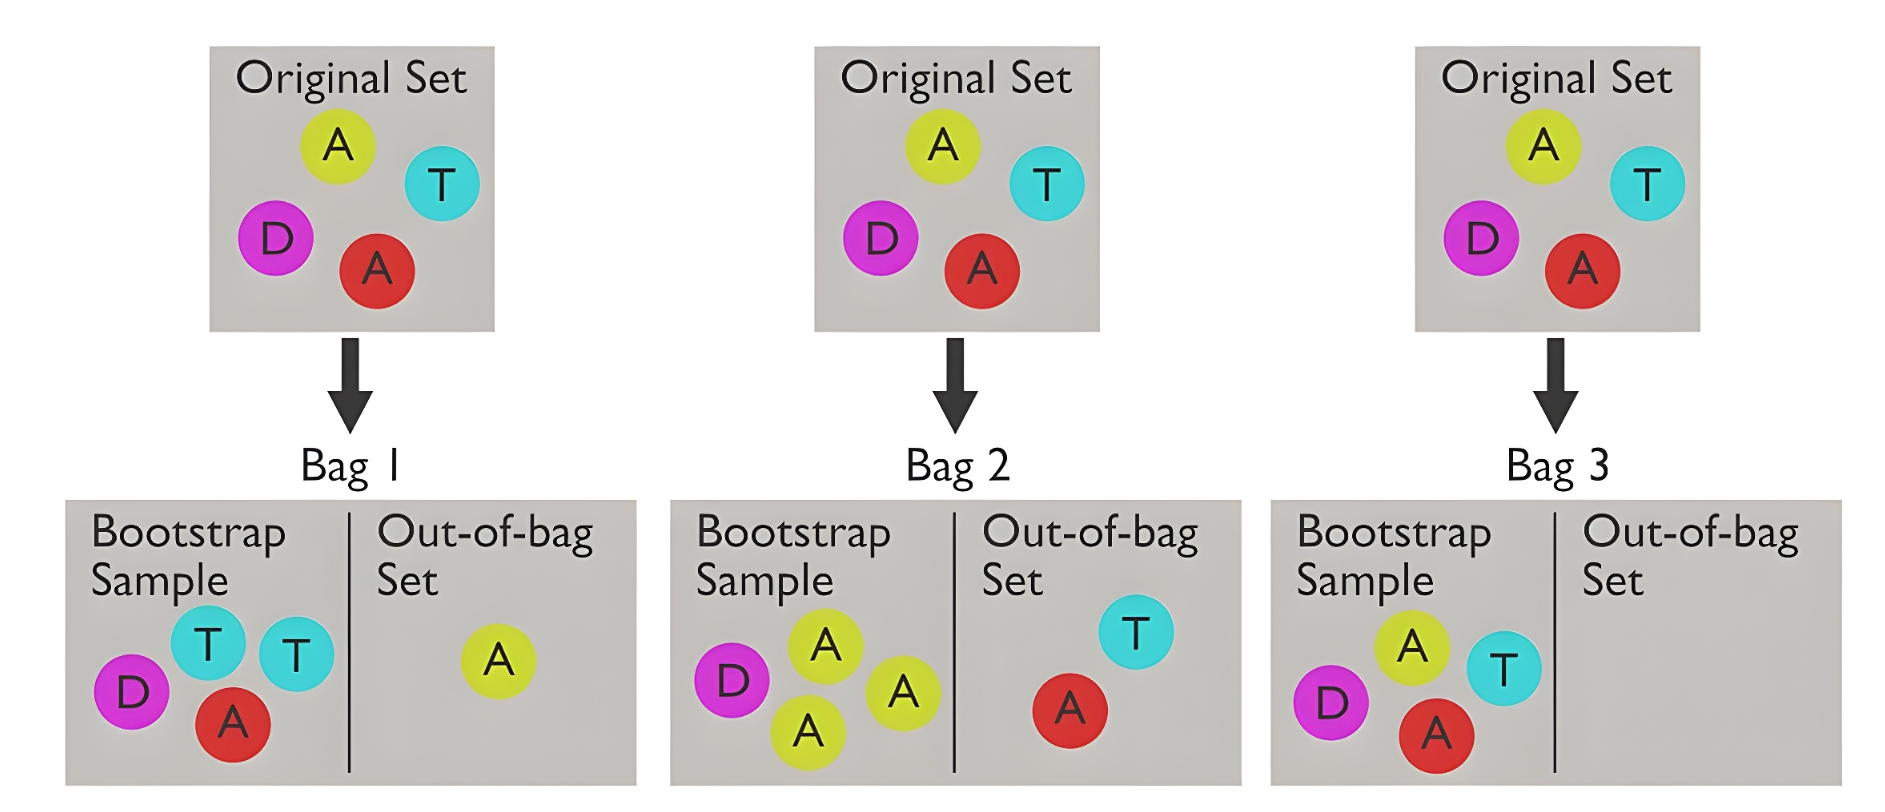 Original Set
A
T
D
A
Original Set
A
T
D
A
Original Set
A
T
D
A
Bag 1
Bootstrap
Sample
T
T
D
A
Out-of-bag
Set
A
Bag 2
Bootstrap
Sample
A
D
A
A
Out-of-bag
Set
T
A
Bag 3
Bootstrap
Sample
A
T
D
A
Out-of-bag
Set